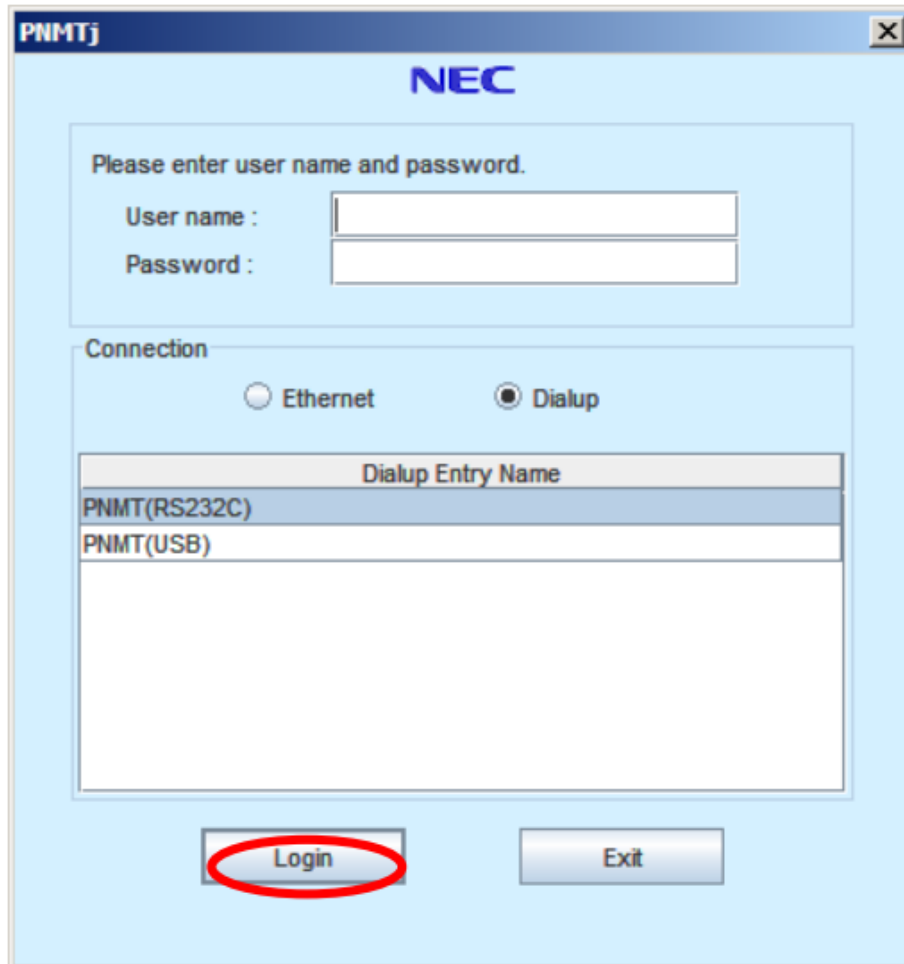 PNMTj
NEC
Please enter user name and password.
User name :
Password :
Connection
Ethernet Dialup
Dialup Entry Name
PNMT(RS232C)
PNMT(USB)
Login Exit